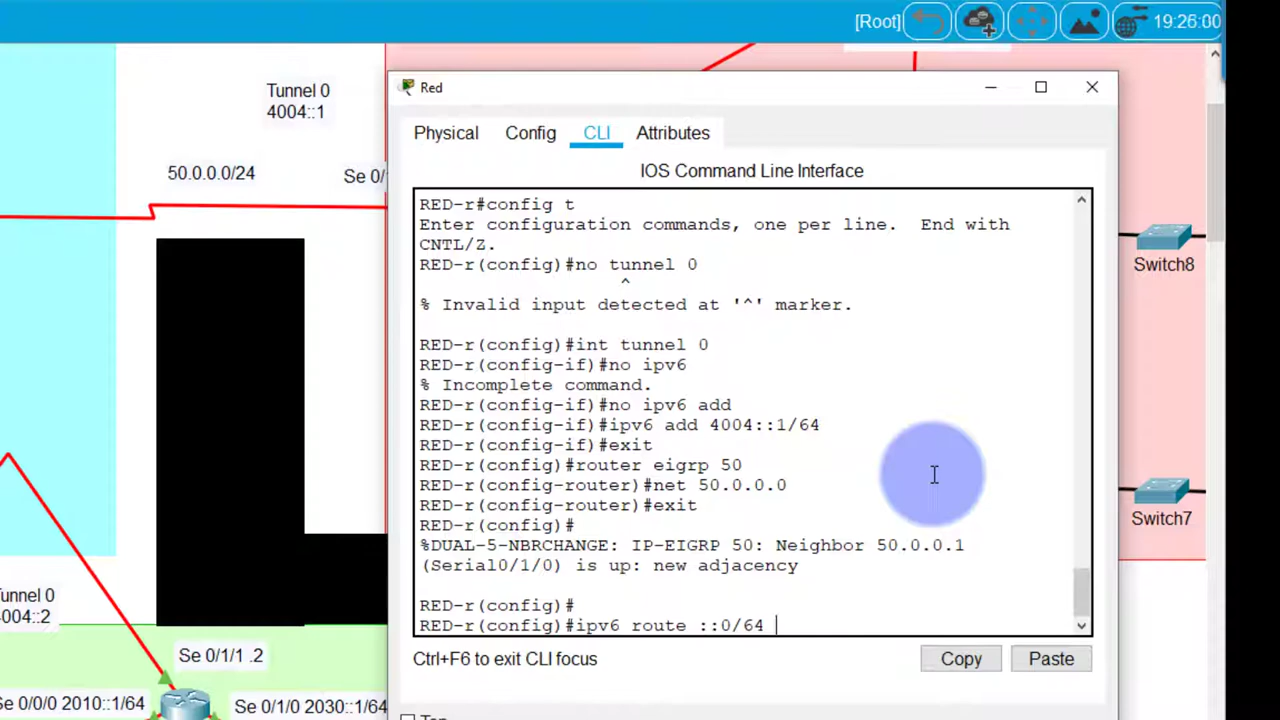 [Root]
19:26:00
Tunnel 0
4004::1
50.0.0.0/24
Se 0/
Red
Physical
Config
CLI
Attributes
IOS Command Line Interface
RED-r#config t
Enter configuration commands, one per line.  End with
CNTL/Z.
RED-r(config)#no tunnel 0
^
% Invalid input detected at '^' marker.
RED-r(config)#int tunnel 0
RED-r(config-if)#no ipv6
% Incomplete command.
RED-r(config-if)#no ipv6 add
RED-r(config-if)#ipv6 add 4004::1/64
RED-r(config-if)#exit
RED-r(config)#router eigrp 50
RED-r(config-router)#net 50.0.0.0
RED-r(config-router)#exit
RED-r(config)#
%DUAL-5-NBRCHANGE: IP-EIGRP 50: Neighbor 50.0.0.1
(Serial0/1/0) is up: new adjacency
RED-r(config)#
RED-r(config)#ipv6 route ::0/64
Ctrl+F6 to exit CLI focus
Copy
Paste
Switch8
Switch7
unnel 0
004::2
Se 0/1/1 .2
Se 0/0/0 2010::1/64
Se 0/1/0 2030::1/64